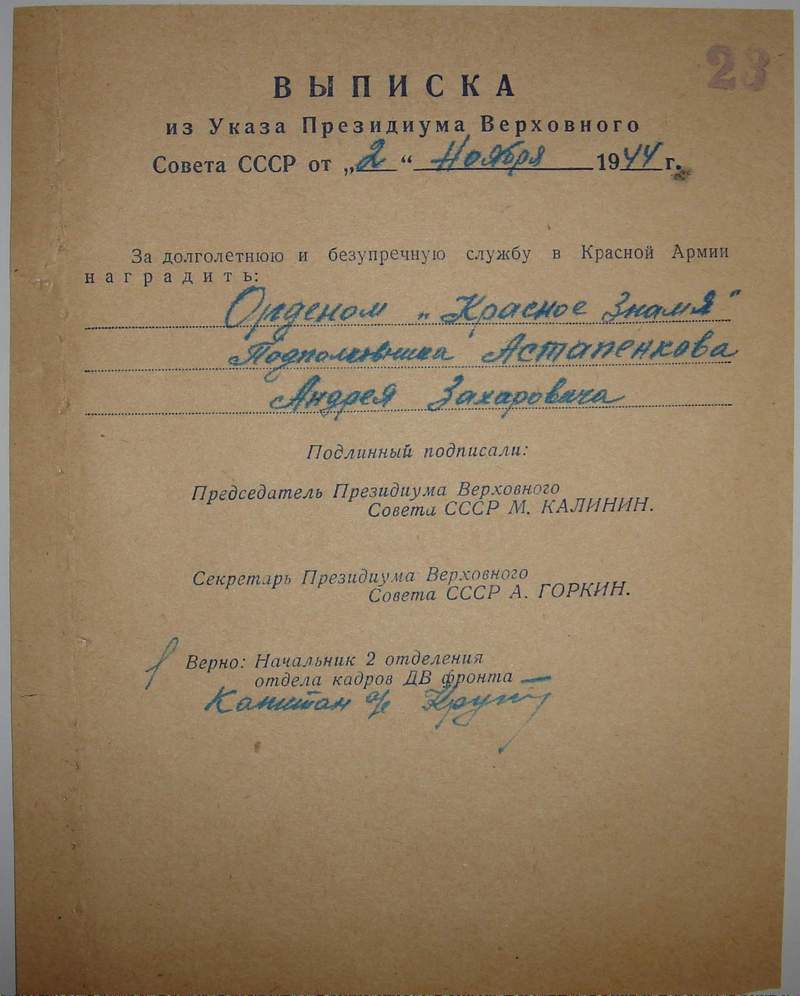 23
ВЫПИСКА
из Указа Президиума Верховного
Совета СССР от „2“ Ноября 1944 г.
За долголетнюю и безупречную службу в Красной Армии
наградить:
Орденом „Красное Знамя"
Подполковника Астапенкова
Андрея Захаровича
Подлинный подписали:
Председатель Президиума Верховного
Совета СССР М. КАЛИНИН.
Секретарь Президиума Верховного
Совета СССР А. ГОРКИН.
Верно: Начальник 2 отделения
отдела кадров ДВ фронта —
Капитан